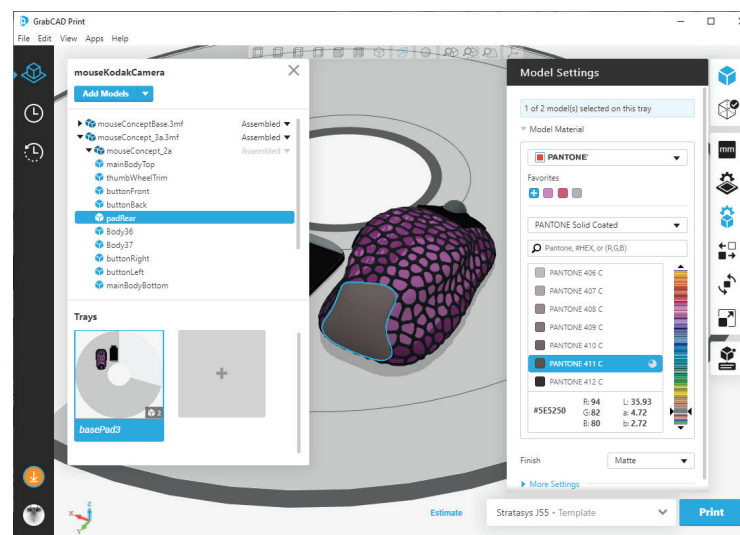 GrabCAD Print
File Edit View Apps Help
mouseKodakCamera
Add Models
mouseConceptBase.3mf Assembled
mouseConcept_3a.3mf Assembled
mouseConcept_2a Assembled
mainBodyTop
thumbWheelTrim
buttonFront
buttonBack
padRear
Body36
Body37
buttonRight
buttonLeft
mainBodyBottom
Trays
2
basePad3
Model Settings
1 of 2 model(s) selected on this tray
Model Material
PANTONE'
Favorites
PANTONE Solid Coated
Pantone, #HEX, or (R,G,B)
PANTONE 406 C
PANTONE 407 C
PANTONE 408 C
PANTONE 409 C
PANTONE 410 C
PANTONE 411 C
PANTONE 412 C
#5E5250
R: 94 L: 35.93
G: 82 a: 4.72
B: 80 b: 2.72
Finish Matte
More Settings
mm
Estimate
Stratasys J55 - Template
Print